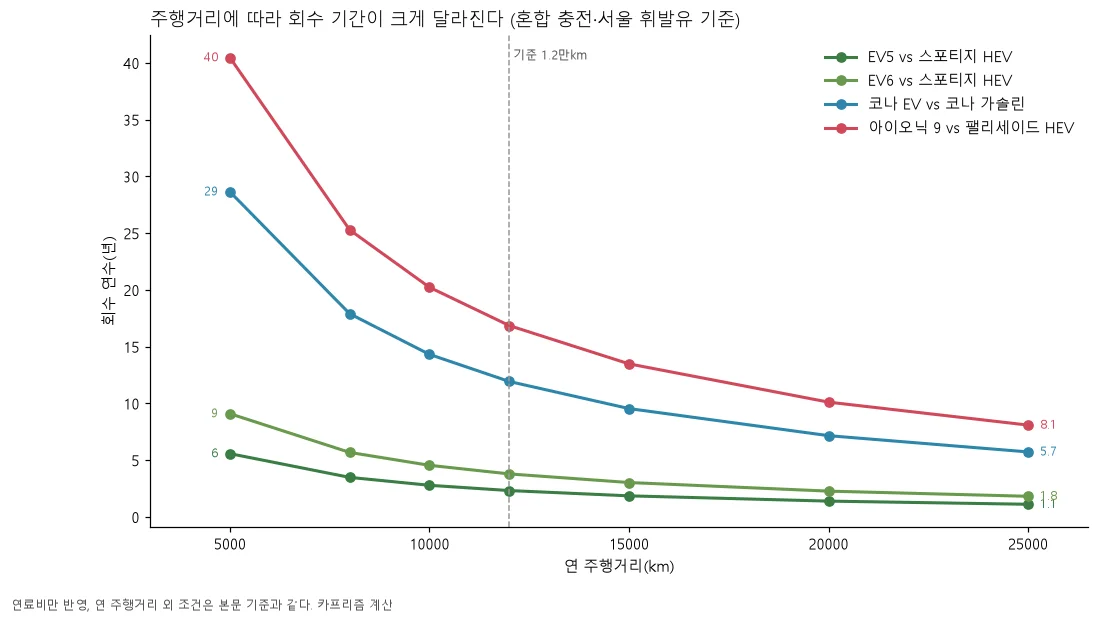 주행거리에 따라 회수 기간이 크게 달라진다 (혼합 충전·서울 휘발유 기준)
기준 1.2만km
EV5 vs 스포티지 HEV
EV6 vs 스포티지 HEV
코나 EV vs 코나 가솔린
아이오닉 9 vs 팰리세이드 HEV
회수 연수(년)
40
35
30
25
20
15
10
5
0
40
29
9
6
8.1
5.7
1.8
1.1
5000
10000
15000
20000
25000
연 주행거리(km)
연료비만 반영, 연 주행거리 외 조건은 본문 기준과 같다. 카프리즘 계산